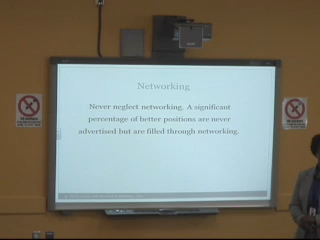 Networking
Never neglect networking. A significant
percentage of better positions are never
advertised but are filled through networking.